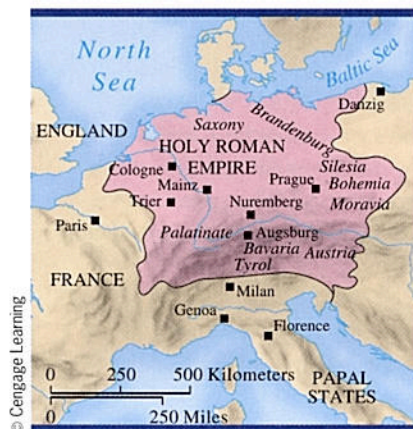 North
Sea
Baltic Sea
Danzig
ENGLAND
Saxony
Brandenburg
HOLY ROMAN
EMPIRE
Cologne
Silesia
Mainz
Prague
Bohemia
Trier
Moravia
Nuremberg
Paris
Palatinate
Augsburg
Bavaria
Austria
Tyrol
FRANCE
Milan
Genoa
Florence
0 250 500 Kilometers
PAPAL
STATES
0 250 Miles
© Cengage Learning